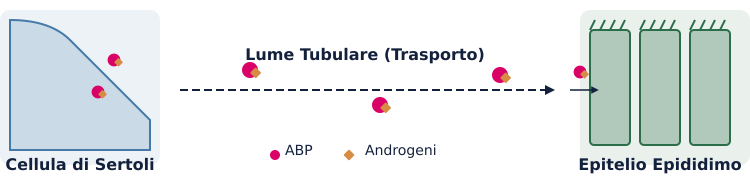 Lume Tubulare (Trasporto)
ABP
Androgeni
Cellula di Sertoli
Epitelio Epididimo